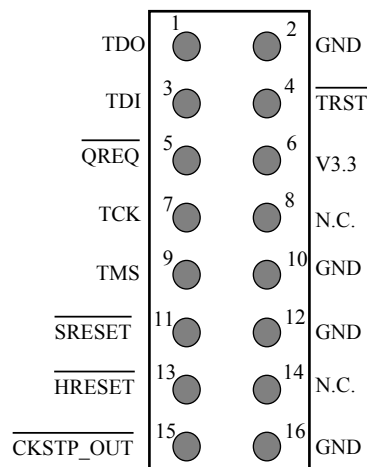 TDO 1 2 GND
TDI 3 4 TRST
QREQ 5 6 V3.3
TCK 7 8 N.C.
TMS 9 10 GND
SRESET 11 12 GND
HRESET 13 14 N.C.
CKSTP_OUT 15 16 GND